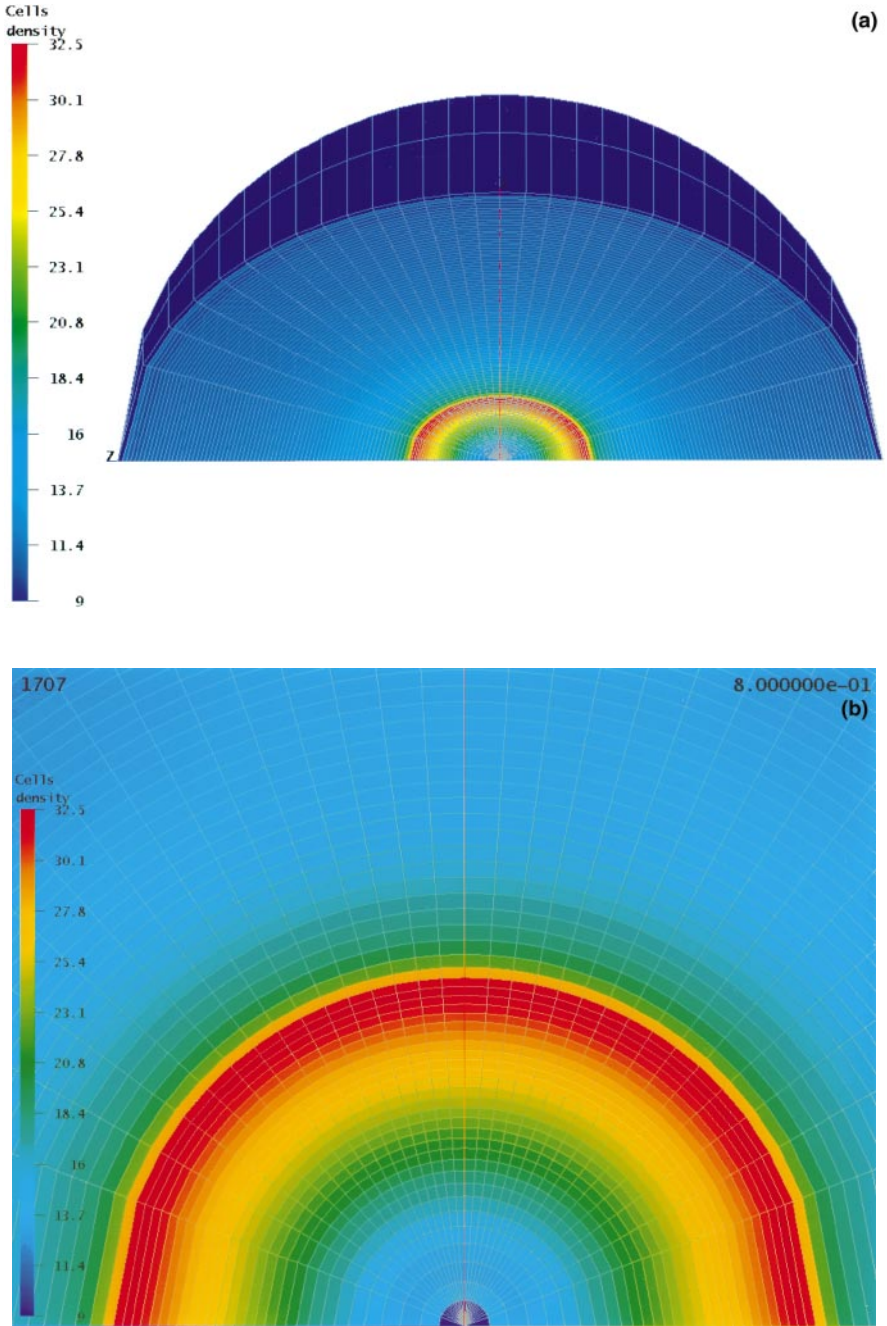 Cells
density
(a)
32.5
30.1
27.8
25.4
23.1
20.8
18.4
16
13.7
11.4
9
Z
1707
8.000000e-01
(b)
Cells
density
32.5
30.1
27.8
25.4
23.1
20.8
18.4
16
13.7
11.4
9